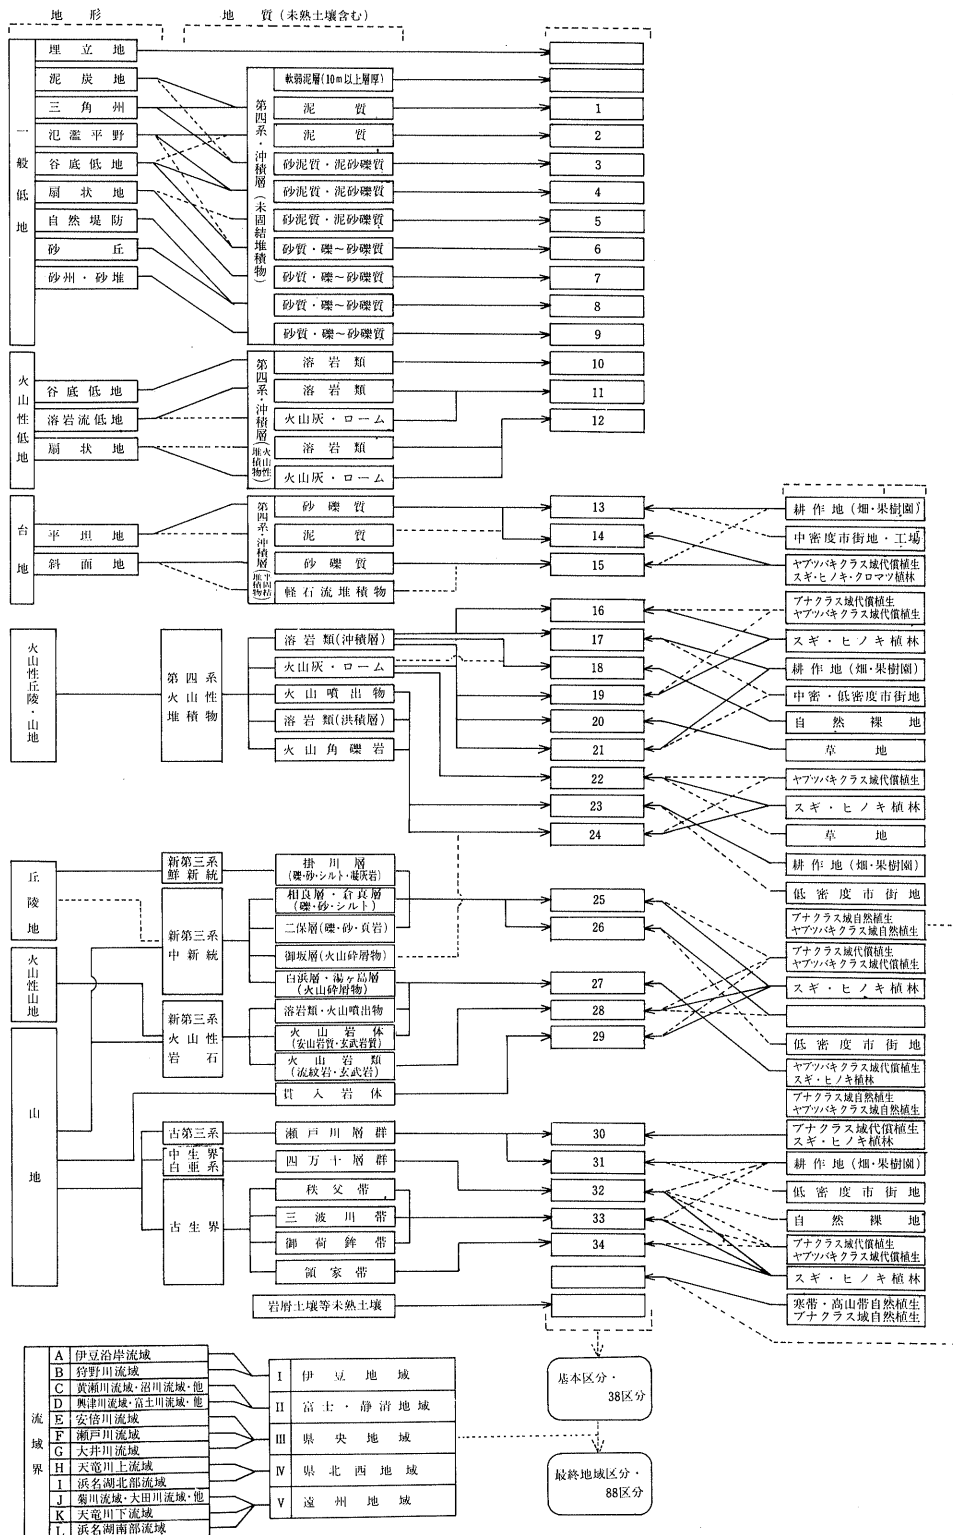 地形
地質(未熟土壌含む)
一般低地
埋立地
泥炭地
三角州
氾濫平野
谷底低地
扇状地
自然堤防
砂丘
砂州・砂堆
第四系・沖積層(未固結堆積物)
軟弱泥層(10m以上層厚)
泥質
泥質
砂泥質・泥砂礫質
砂泥質・泥砂礫質
砂泥質・泥砂礫質
砂質・礫~砂礫質
砂質・礫~砂礫質
砂質・礫~砂礫質
砂質・礫~砂礫質
1
2
3
4
5
6
7
8
9
火山性低地
谷底低地
溶岩流低地
扇状地
第四系・沖積層(火山性堆積物)
溶岩類
溶岩類
火山灰・ローム
溶岩類
火山灰・ローム
10
11
12
台地
平坦地
斜面地
第四系・沖積層(半固結堆積物)
砂礫質
泥質
砂礫質
軽石流堆積物
13
14
15
耕作地(畑・果樹園)
中密度市街地・工場
ヤブツバキクラス域代償植生
スギ・ヒノキ・クロマツ植林
火山性丘陵・山地
第四系
火山性
堆積物
溶岩類(沖積層)
火山灰・ローム
火山噴出物
溶岩類(洪積層)
火山角礫岩
16
17
18
19
20
21
22
23
24
ブナクラス域代償植生
ヤブツバキクラス域代償植生
スギ・ヒノキ植林
耕作地(畑・果樹園)
中密・低密度市街地
自然裸地
草地
ヤブツバキクラス域代償植生
スギ・ヒノキ植林
草地
耕作地(畑・果樹園)
低密度市街地
丘陵地
火山性山地
山地
新第三系
鮮新統
新第三系
中新統
新第三系
火山性
岩石
掛川層
(礫・砂・シルト・凝灰岩)
相良層・倉真層
(礫・砂・シルト)
二俣層(礫・砂・頁岩)
御坂層(火山砕屑物)
白浜層・湯ヶ島層
(火山砕屑物)
溶岩類・火山噴出物
火山岩体
(安山岩質・玄武岩質)
火山岩類
(流紋岩・玄武岩)
貫入岩体
25
26
27
28
29
ブナクラス域自然植生
ヤブツバキクラス域自然植生
ブナクラス域代償植生
ヤブツバキクラス域代償植生
スギ・ヒノキ植林
低密度市街地
ヤブツバキクラス域代償植生
スギ・ヒノキ植林
ブナクラス域自然植生
ヤブツバキクラス域自然植生
古第三系
中生界
白亜系
古生界
瀬戸川層群
四万十層群
秩父帯
三波川帯
御荷鉾帯
領家帯
岩屑土壌等未熟土壌
30
31
32
33
34
ブナクラス域代償植生
スギ・ヒノキ植林
耕作地(畑・果樹園)
低密度市街地
自然裸地
ブナクラス域代償植生
ヤブツバキクラス域代償植生
スギ・ヒノキ植林
寒帯・高山帯自然植生
ブナクラス域自然植生
流域界
A 伊豆沿岸流域
B 狩野川流域
C 黄瀬川流域・沼川流域・他
D 興津川流域・富士川流域・他
E 安倍川流域
F 瀬戸川流域
G 大井川流域
H 天竜川上流域
I 浜名湖北部流域
J 菊川流域・大田川流域・他
K 天竜川下流域
L 浜名湖南部流域
I 伊豆地域
II 富士・静清地域
III 県央地域
IV 県北西地域
V 遠州地域
基本区分・
38区分
最終地域区分・
88区分